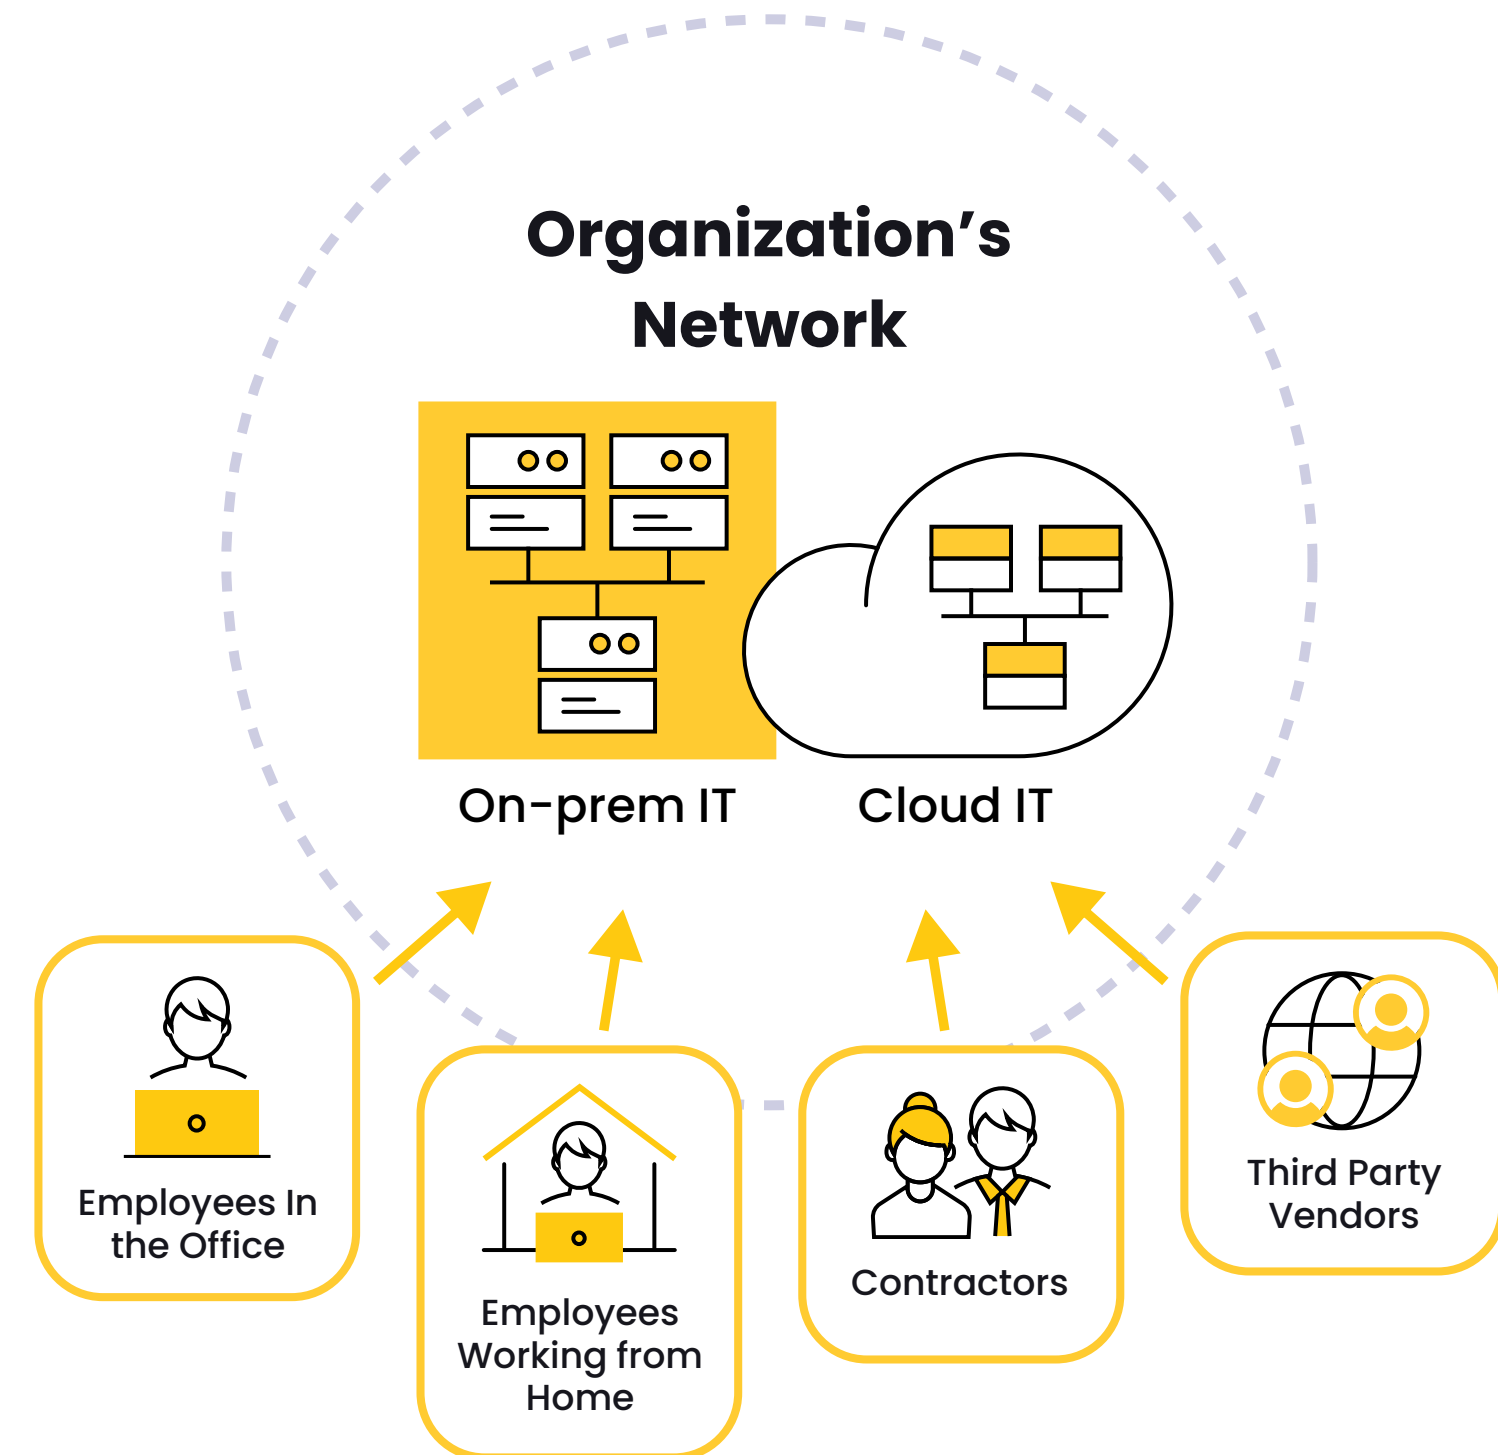 Organization’s
Network
On-prem IT
Cloud IT
Employees In
the Office
Employees
Working from
Home
Contractors
Third Party
Vendors